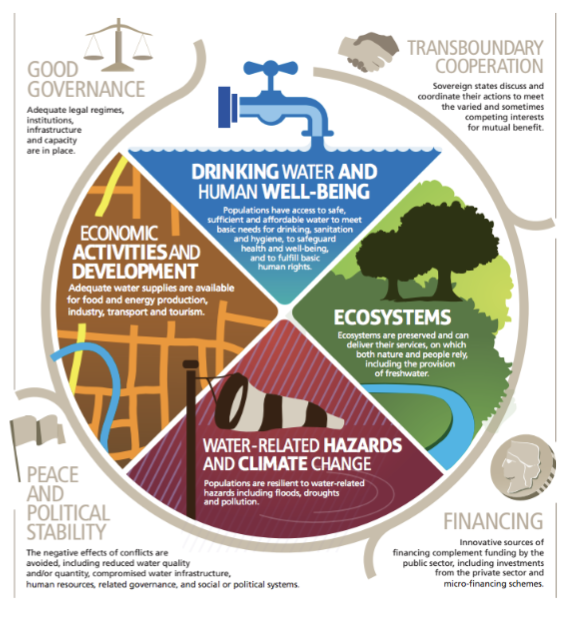 GOOD
GOVERNANCE
Adequate legal regimes,
institutions,
infrastructure
and capacity
are in place.
TRANSBOUNDARY
COOPERATION
Sovereign states discuss and
coordinate their actions to meet
the varied and sometimes
competing interests
for mutual benefit.
DRINKING WATER AND
HUMAN WELL-BEING
Populations have access to safe,
sufficient and affordable water to meet
basic needs for drinking, sanitation
and hygiene, to safeguard
health and well-being,
and to fulfill basic
human rights.
ECONOMIC
ACTIVITIES AND
DEVELOPMENT
Adequate water supplies are available
for food and energy production,
industry, transport and tourism.
ECOSYSTEMS
Ecosystems are preserved and can
deliver their services, on which
both nature and people rely,
including the provision
of freshwater.
WATER-RELATED HAZARDS
AND CLIMATE CHANGE
Populations are resilient to water-related
hazards including floods, droughts
and pollution.
PEACE
AND
POLITICAL
STABILITY
The negative effects of conflicts are
avoided, including reduced water quality
and/or quantity, compromised water infrastructure,
human resources, related governance, and social or political systems.
FINANCING
Innovative sources of
financing complement funding by the
public sector, including investments
from the private sector and
micro-financing schemes.